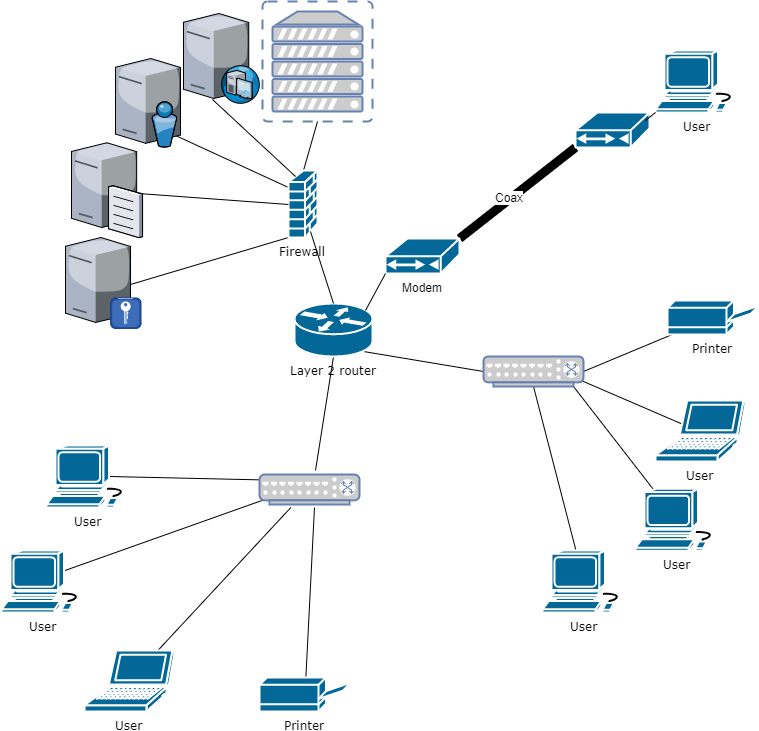 User
Coax
Firewall
Modem
Printer
Layer 2 router
User
User
User
User
User
User
Printer